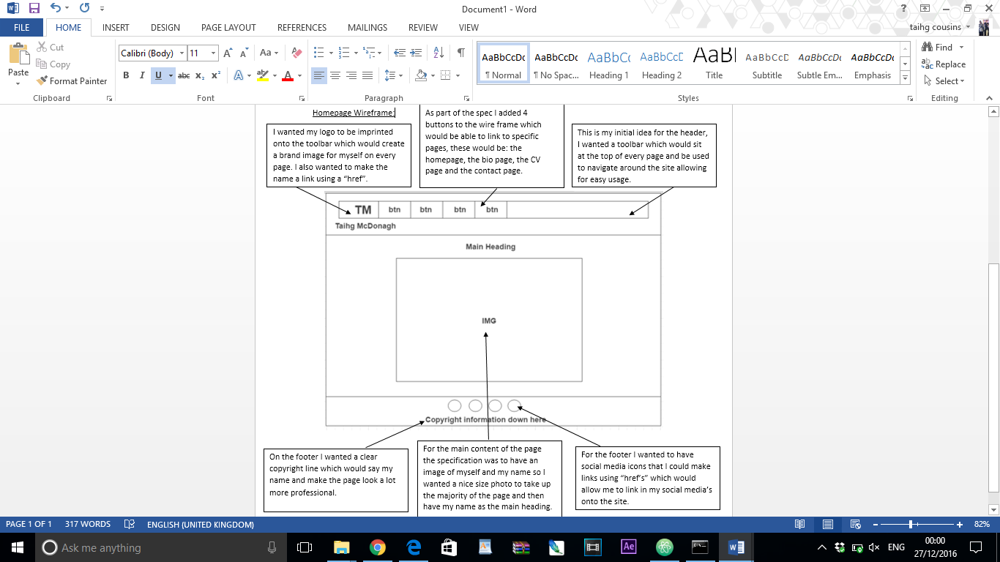 Document1 - Word
?
FILE HOME INSERT DESIGN PAGE LAYOUT REFERENCES MAILINGS REVIEW VIEW
taihg cousins
Paste
Cut
Copy
Format Painter
Clipboard
Calibri (Body) 11
A A Aa
B I U abc x₂ x² A ab A
Font
Paragraph
AaBbCcDc AaBbCcDc AaBbCc AaBbCcD AaBl AaBbCcD AaBbCcDc AaBbCcDc
¶ Normal ¶ No Spac... Heading 1 Heading 2 Title Subtitle Subtle Em... Emphasis
Styles
Find
Replace
Select
Editing
Homepage Wireframe:
I wanted my logo to be imprinted
onto the toolbar which would create
a brand image for myself on every
page. I also wanted to make the
name a link using a “href”.
As part of the spec I added 4
buttons to the wire frame which
would be able to link to specific
pages, these would be: the
homepage, the bio page, the CV
page and the contact page.
This is my initial idea for the header,
I wanted a toolbar which would sit
at the top of every page and be used
to navigate around the site allowing
for easy usage.
TM btn btn btn btn
Taihg McDonagh
Main Heading
IMG
Copyright information down here
On the footer I wanted a clear
copyright line which would say my
name and make the page look a lot
more professional.
For the main content of the page
the specification was to have an
image of myself and my name so I
wanted a nice size photo to take up
the majority of the page and then
have my name as the main heading.
For the footer I wanted to have
social media icons that I could make
links using “href’s” which would
allow me to link in my social media’s
onto the site.
PAGE 1 OF 1 317 WORDS ENGLISH (UNITED KINGDOM)
82%
Ask me anything
Ae
ENG
00:00
27/12/2016